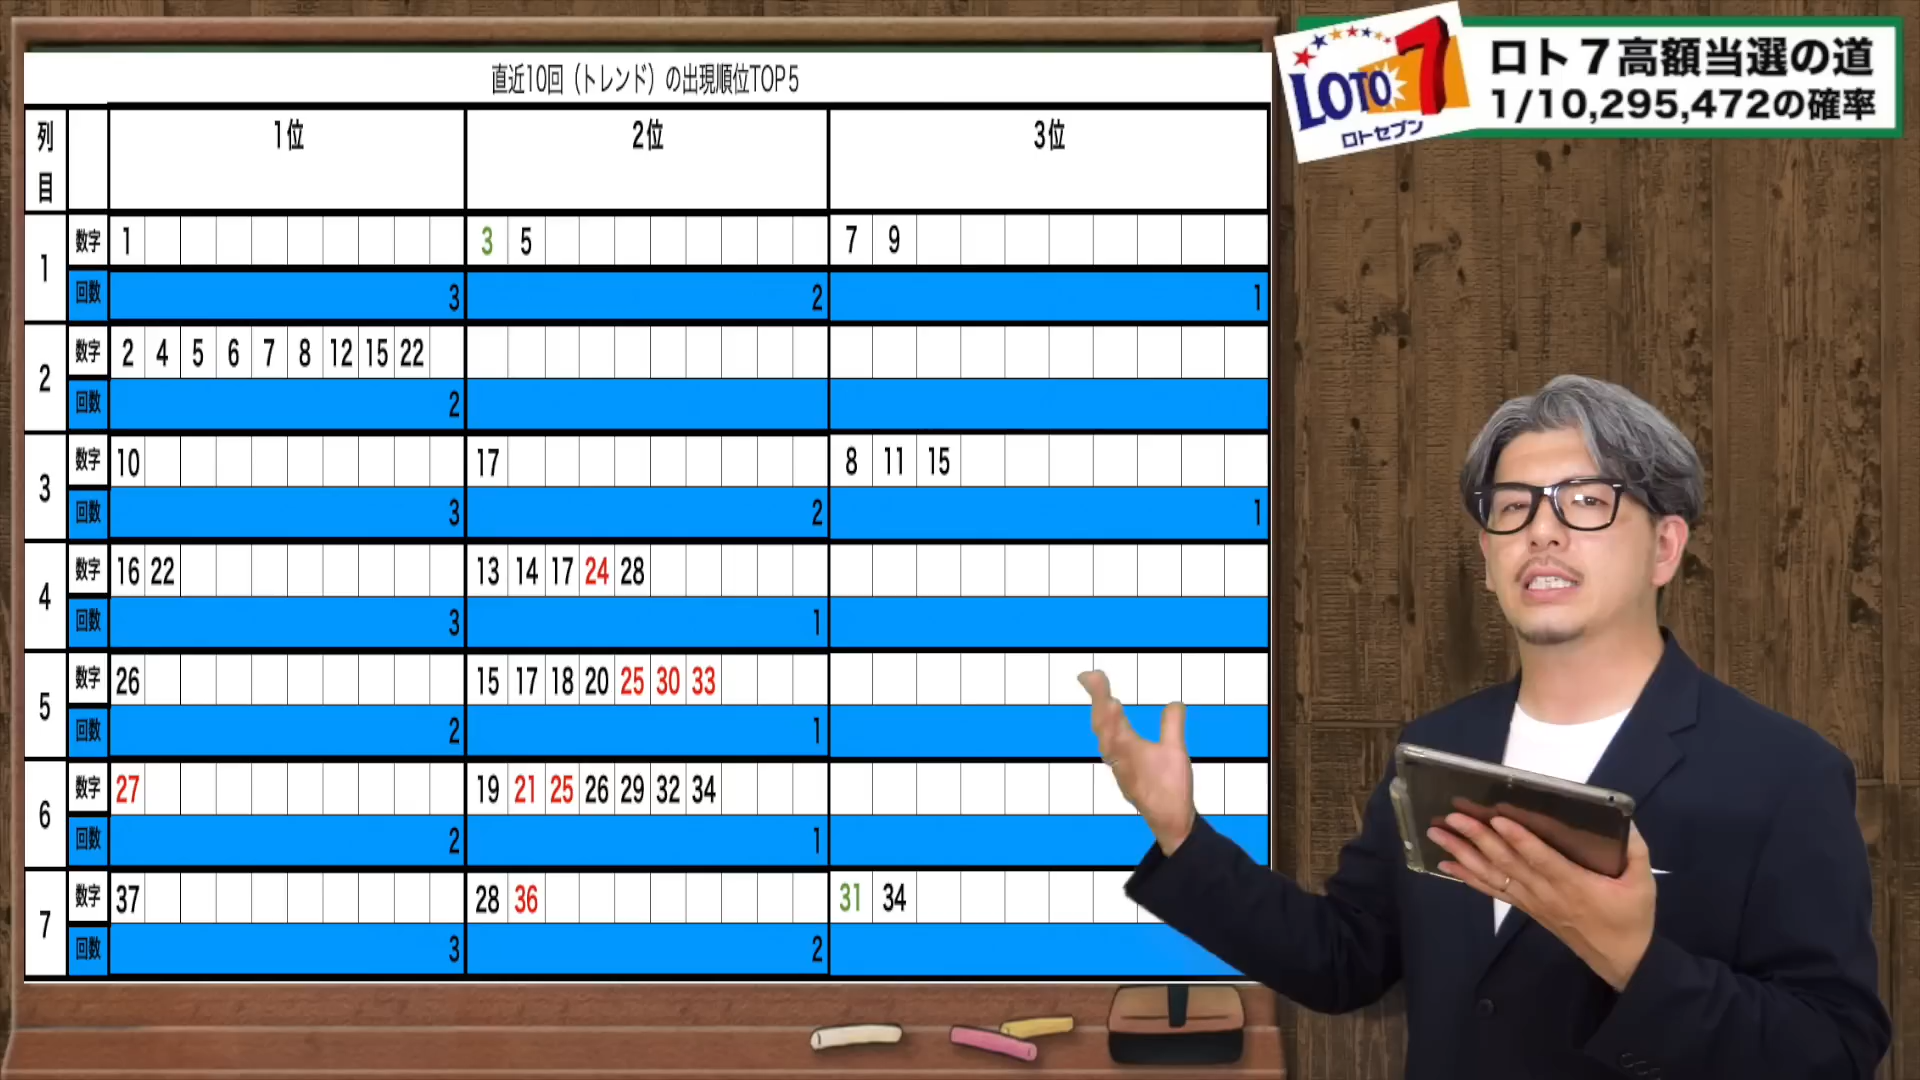 直近10回（トレンド）の出現順位TOP５
列目 1位 2位 3位
1 数字 1 3 5 7 9
回数 3 2 1
2 数字 2 4 5 6 7 8 12 15 22
回数 2
3 数字 10 17 8 11 15
回数 3 2 1
4 数字 16 22 13 14 17 24 28
回数 3 1
5 数字 26 15 17 18 20 25 30 33
回数 2 1
6 数字 27 19 21 25 26 29 32 34
回数 2 1
7 数字 37 28 36 31 34
回数 3 2
LOTO 7
ロトセブン
ロト７高額当選の道
1/10,295,472の確率